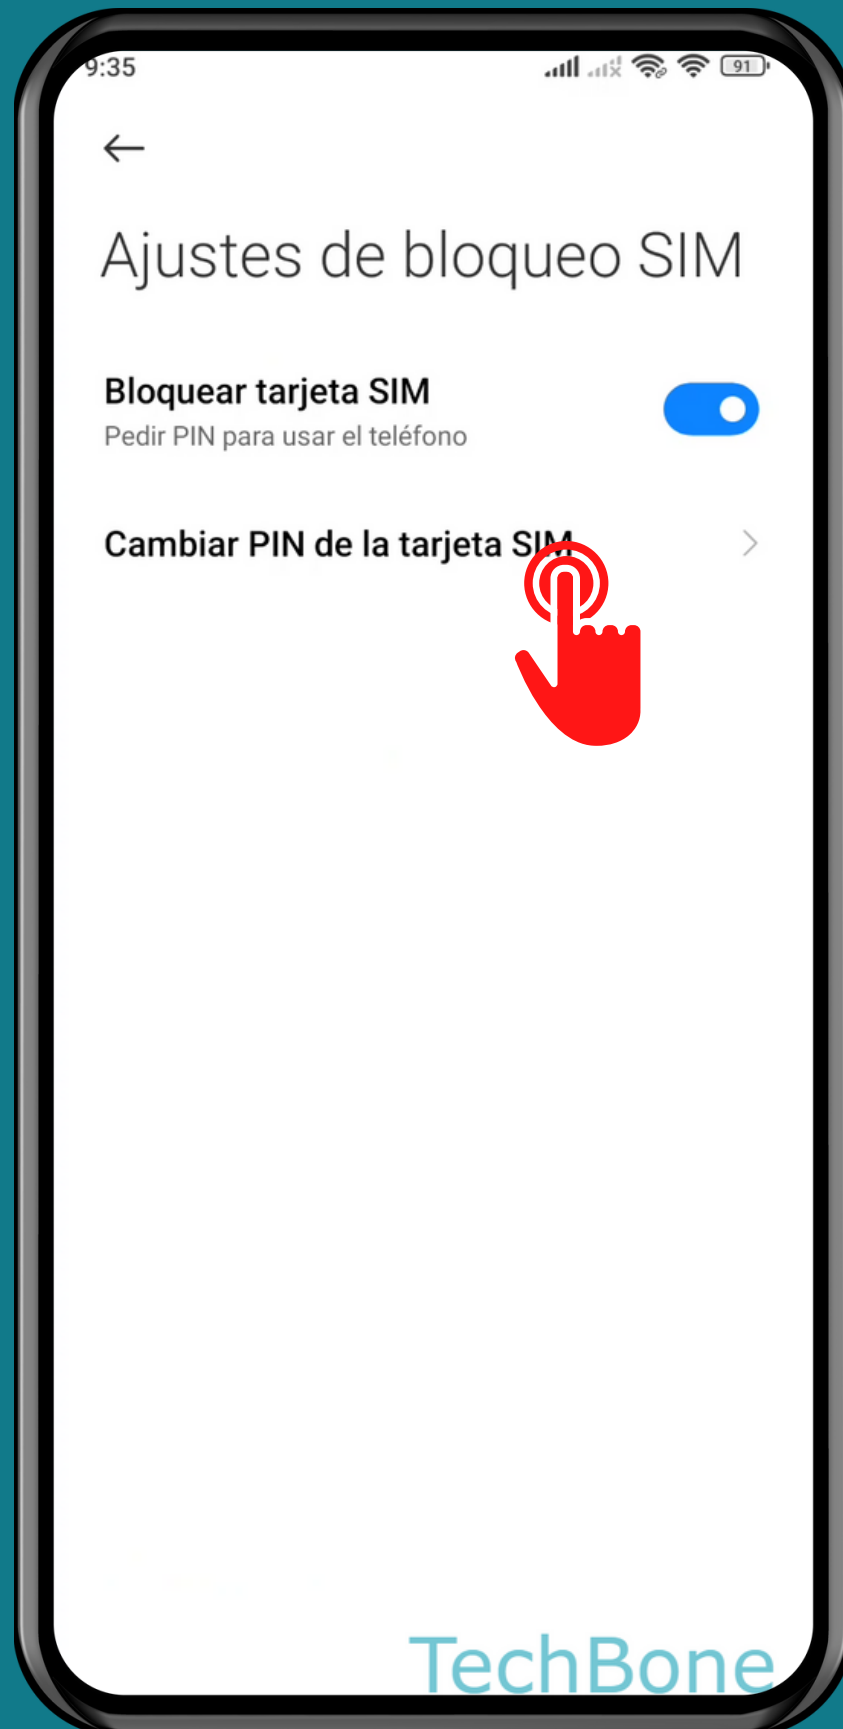 9:35
91
Ajustes de bloqueo SIM
Bloquear tarjeta SIM
Pedir PIN para usar el teléfono
Cambiar PIN de la tarjeta SIM
TechBone